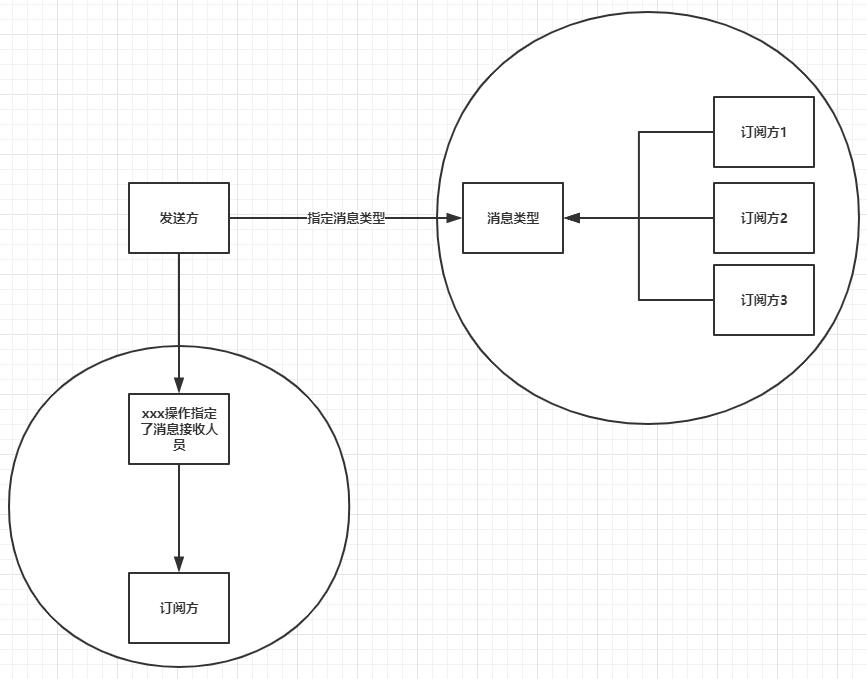 订阅方1
发送方
指定消息类型
消息类型
订阅方2
订阅方3
xxx操作指定
了消息接收人
员
订阅方